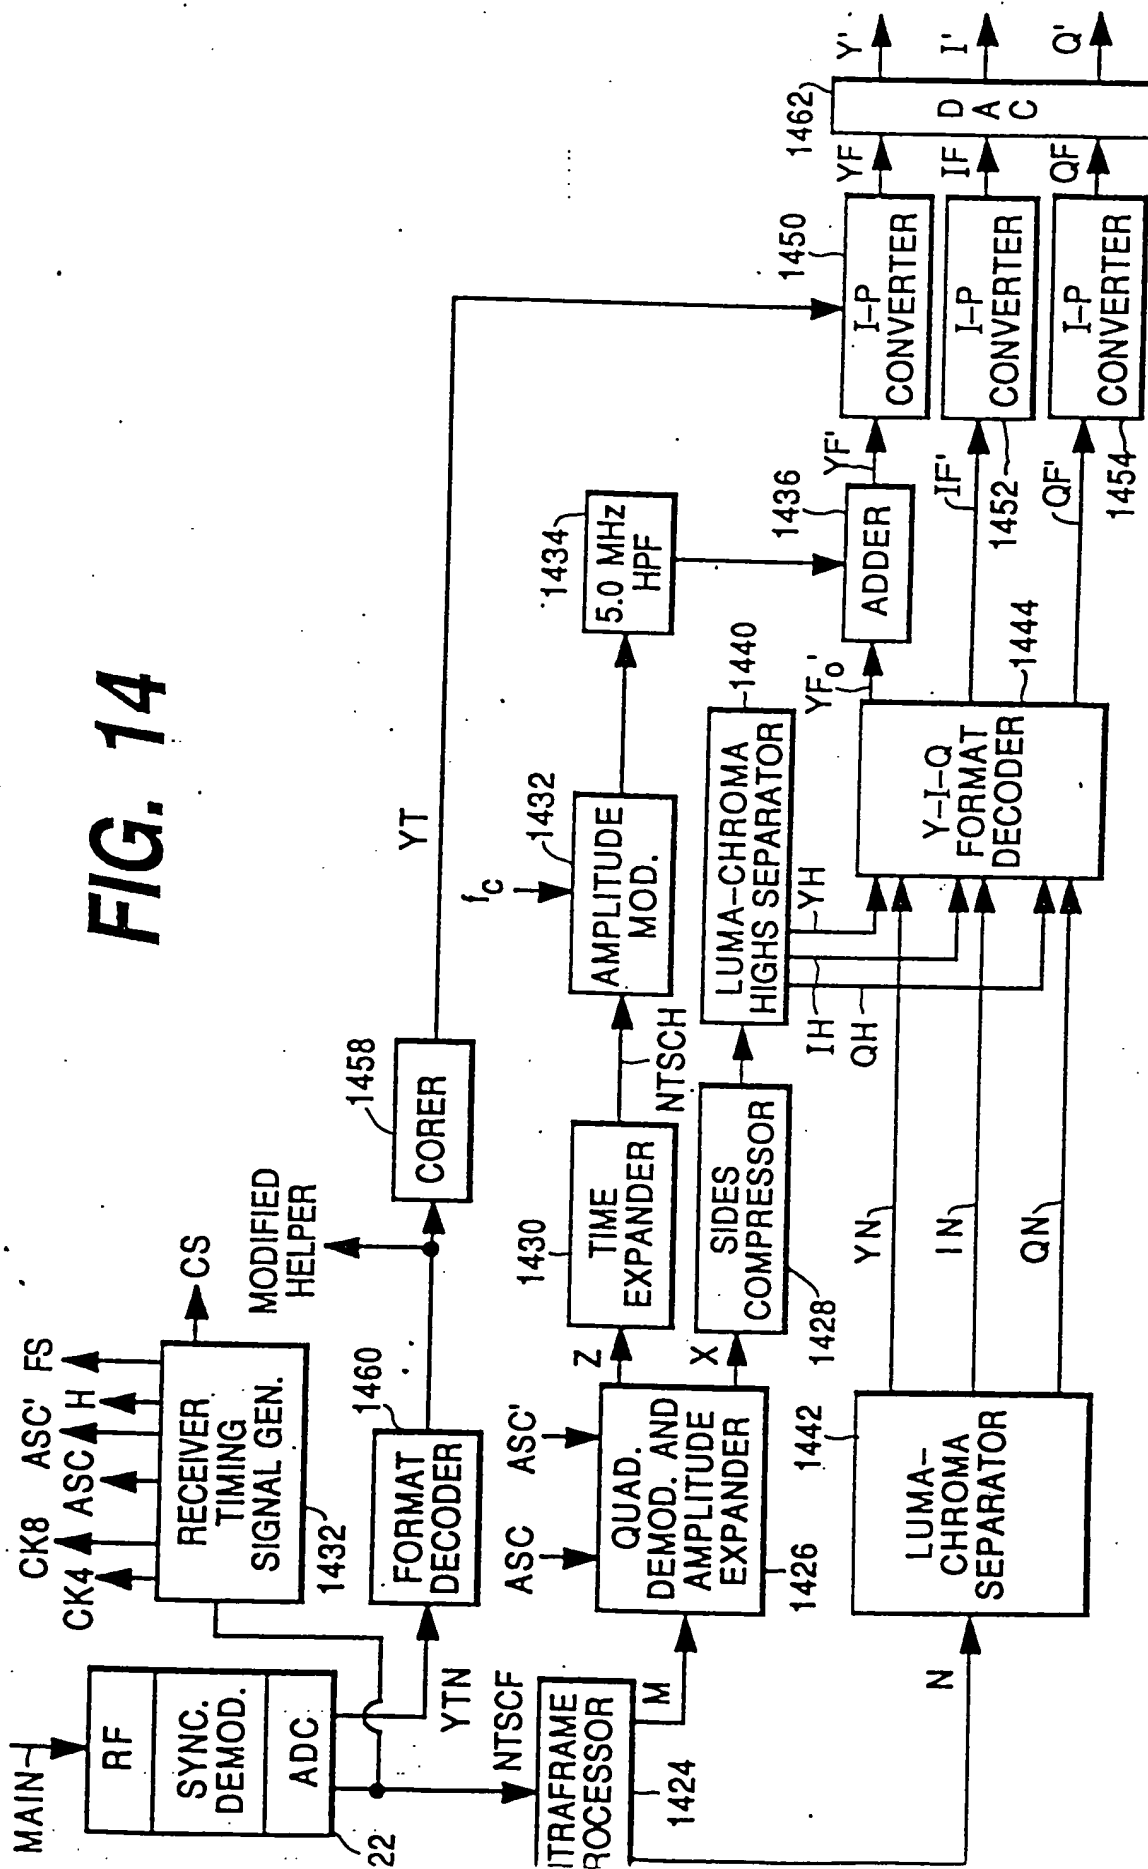 FIG. 14
MAIN
RF
SYNC.
DEMOD.
ADC
22
CK4
CK8
ASC
ASC'
H
FS
CS
RECEIVER
TIMING
SIGNAL GEN.
1432
YTN
FORMAT
DECODER
1460
MODIFIED
HELPER
CORER
1458
YT
NTSCF
ITRAFRAME
ROCESSOR
1424
M
N
ASC
ASC'
QUAD.
DEMOD. AND
AMPLITUDE
EXPANDER
1426
Z
X
TIME
EXPANDER
1430
NTSCH
fc
AMPLITUDE
MOD.
1432
5.0 MHz
HPF
1434
SIDES
COMPRESSOR
1428
LUMA-CHROMA
HIGHS SEPARATOR
1440
YH
IH
QH
LUMA-
CHROMA
SEPARATOR
1442
YN
IN
QN
Y-I-Q
FORMAT
DECODER
1444
YFo'
ADDER
1436
YF'
IF'
QF'
I-P
CONVERTER
1450
I-P
CONVERTER
1452
I-P
CONVERTER
1454
YF
IF
QF
DAC
1462
Y'
I'
Q'